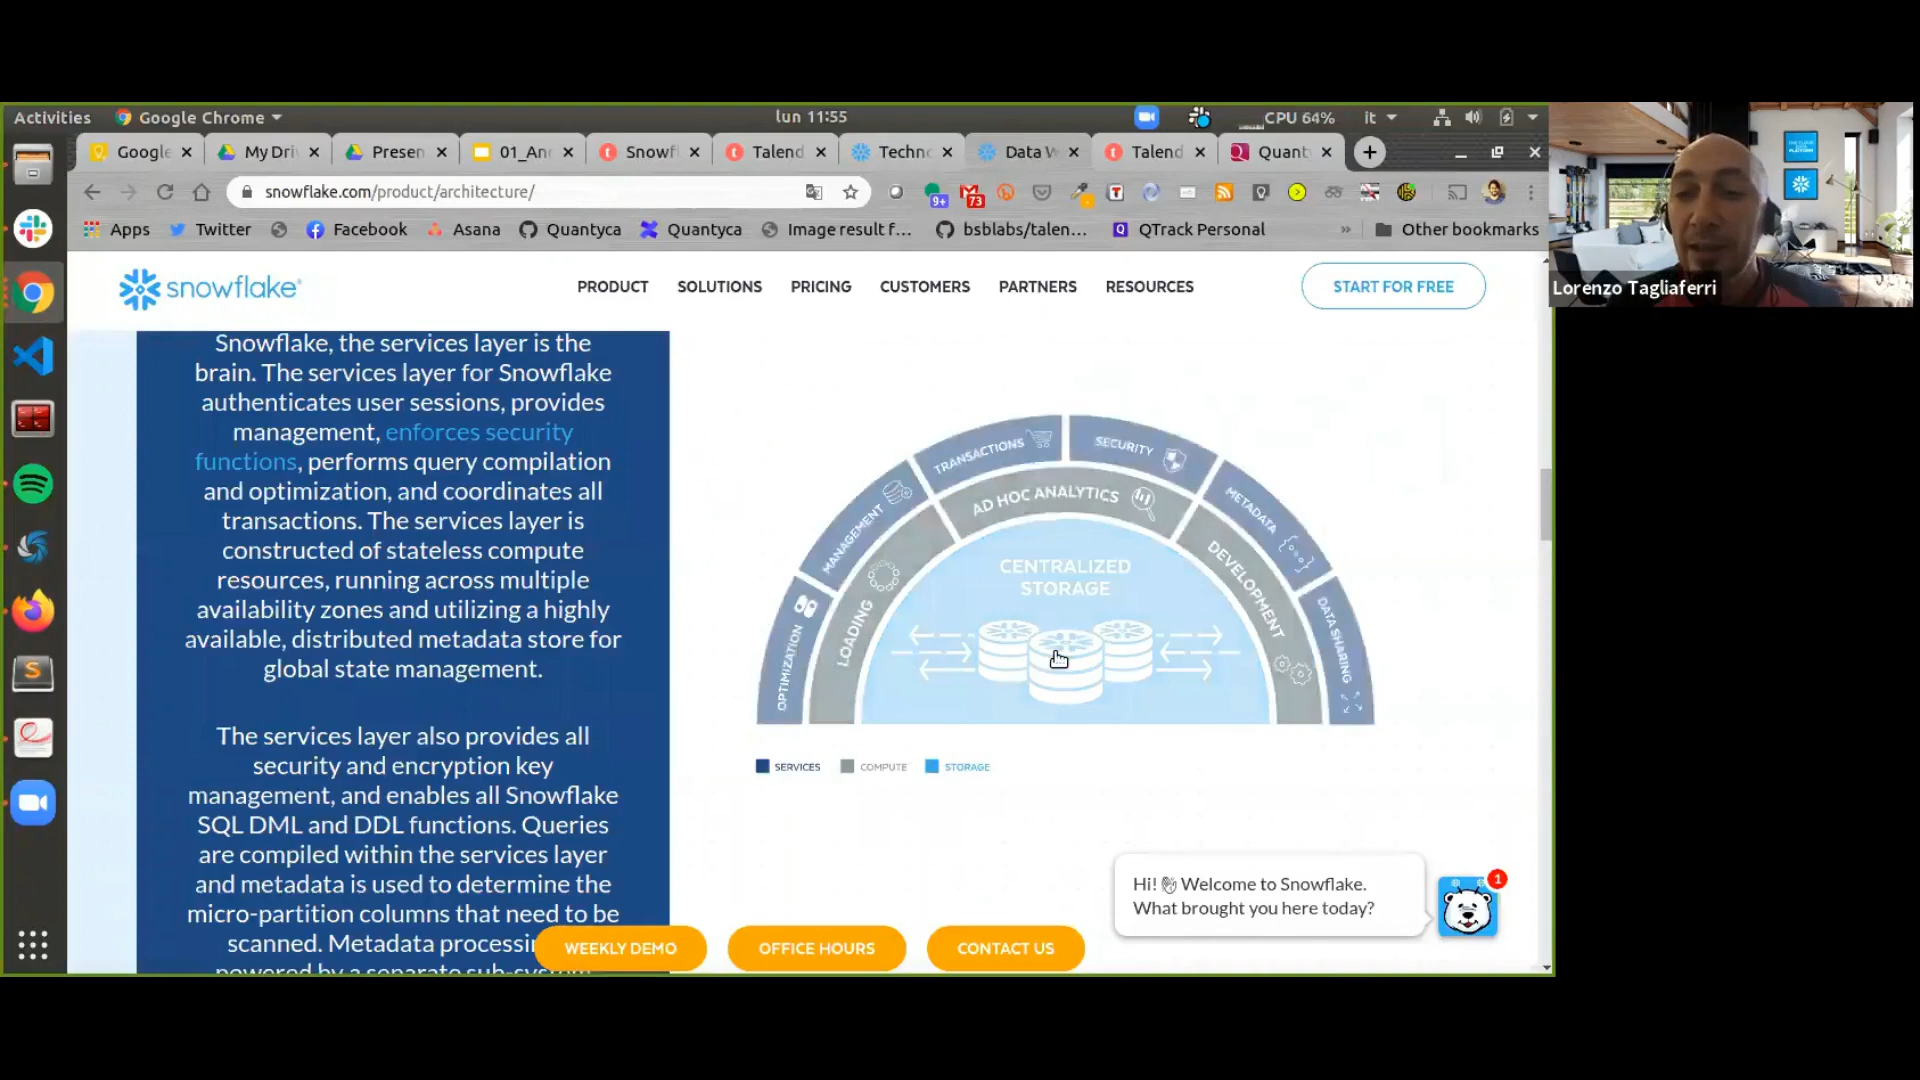 Activities
Google Chrome
lun 11:55
CPU 64%
it
Google
My Dri
Presen
01_An
Snowf
Talend
Techn
Data W
Talend
Quant
snowflake.com/product/architecture/
9+
73
Apps
Twitter
Facebook
Asana
Quantyca
Quantyca
Image result f...
bsblabs/talen...
QTrack Personal
»
Other bookmarks
snowflake
PRODUCT
SOLUTIONS
PRICING
CUSTOMERS
PARTNERS
RESOURCES
START FOR FREE
Lorenzo Tagliaferri
Snowflake, the services layer is the
brain. The services layer for Snowflake
authenticates user sessions, provides
management, enforces security
functions, performs query compilation
and optimization, and coordinates all
transactions. The services layer is
constructed of stateless compute
resources, running across multiple
availability zones and utilizing a highly
available, distributed metadata store for
global state management.
The services layer also provides all
security and encryption key
management, and enables all Snowflake
SQL DML and DDL functions. Queries
are compiled within the services layer
and metadata is used to determine the
micro-partition columns that need to be
scanned. Metadata processin
powered by a separate sub-system
OPTIMIZATION
MANAGEMENT
TRANSACTIONS
SECURITY
METADATA
DATA SHARING
LOADING
AD HOC ANALYTICS
DEVELOPMENT
CENTRALIZED
STORAGE
SERVICES
COMPUTE
STORAGE
Hi! Welcome to Snowflake.
What brought you here today?
1
WEEKLY DEMO
OFFICE HOURS
CONTACT US